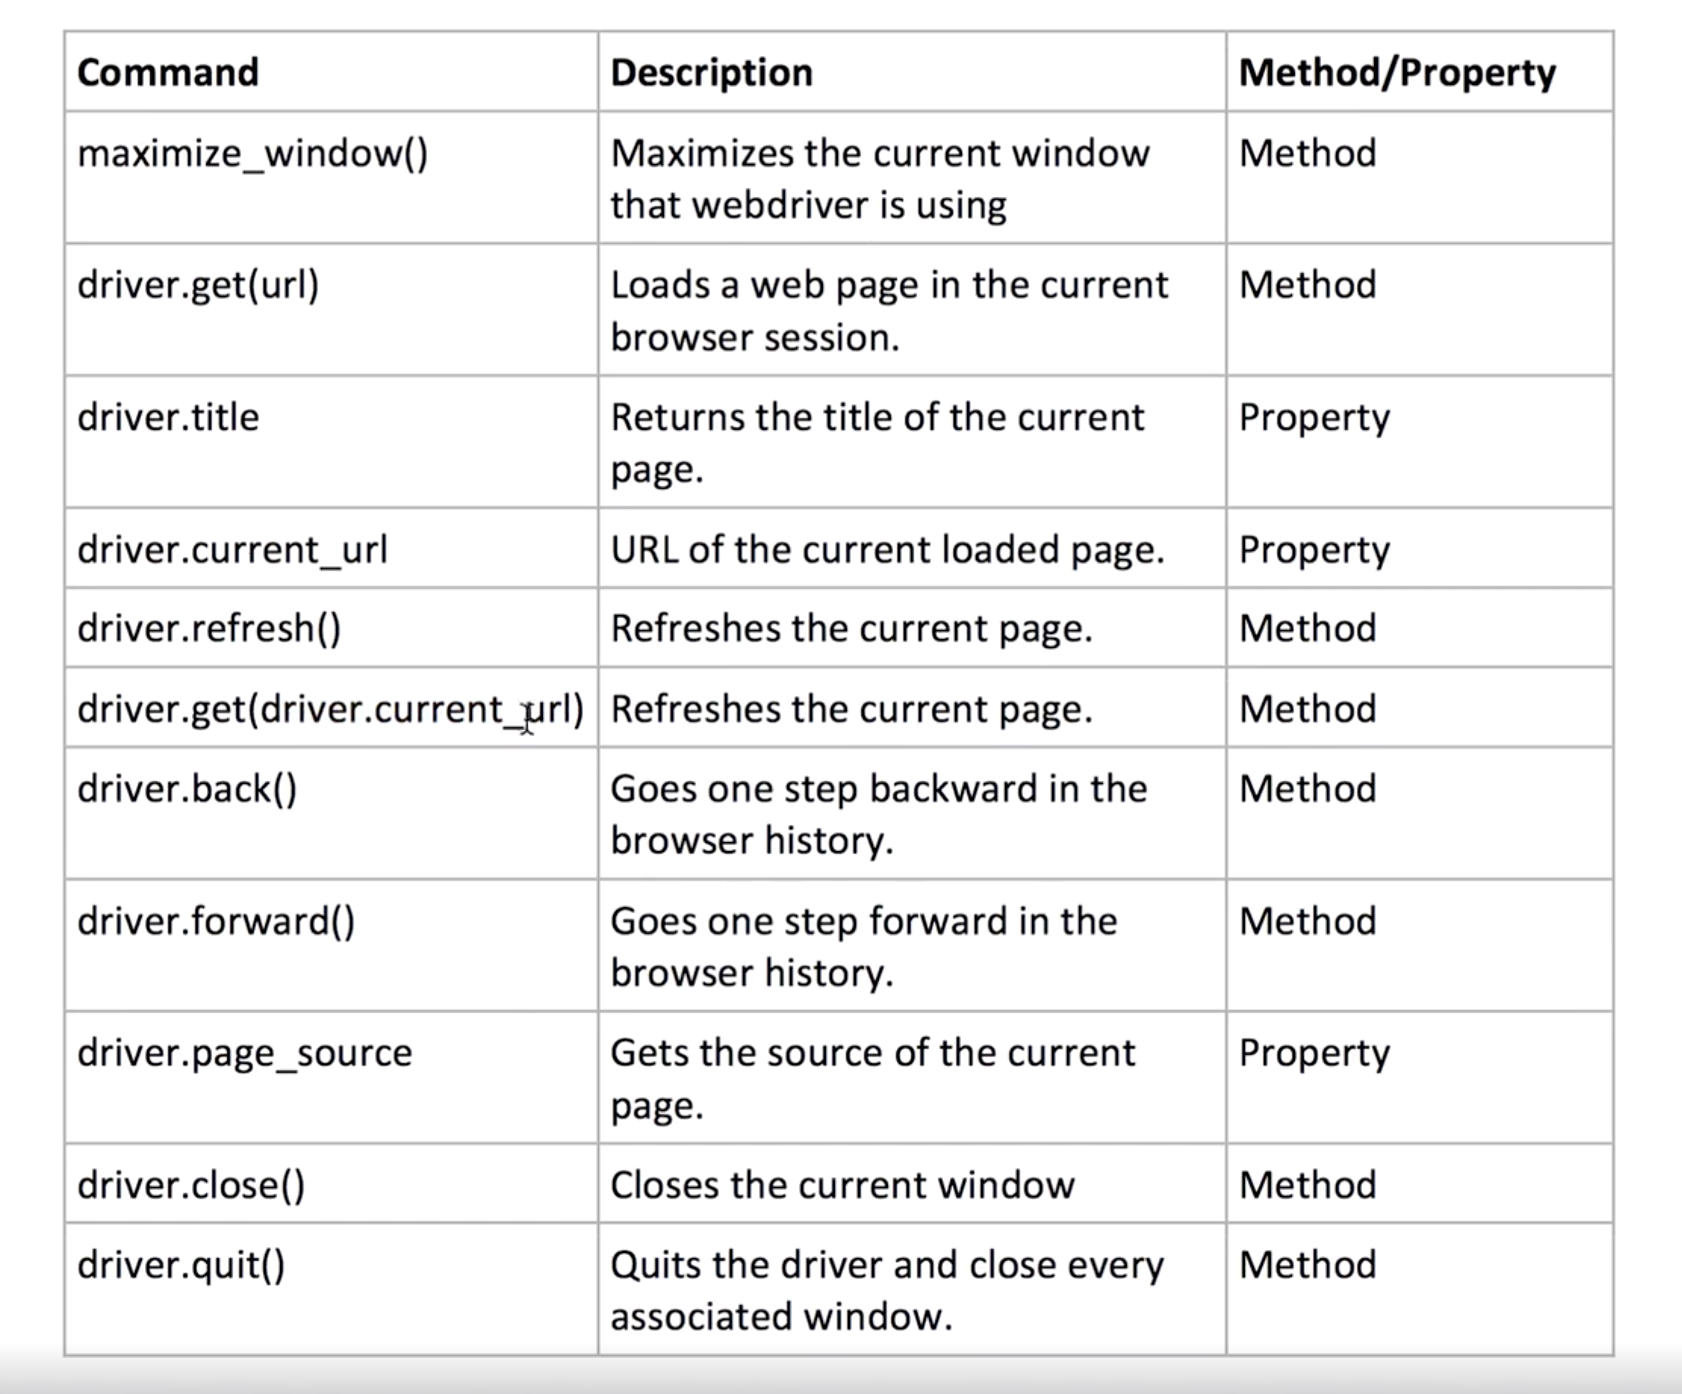 Command Description Method/Property
maximize_window() Maximizes the current window Method
that webdriver is using
driver.get(url) Loads a web page in the current Method
browser session.
driver.title Returns the title of the current Property
page.
driver.current_url URL of the current loaded page. Property
driver.refresh() Refreshes the current page. Method
driver.get(driver.current_url) Refreshes the current page. Method
driver.back() Goes one step backward in the Method
browser history.
driver.forward() Goes one step forward in the Method
browser history.
driver.page_source Gets the source of the current Property
page.
driver.close() Closes the current window Method
driver.quit() Quits the driver and close every Method
associated window.